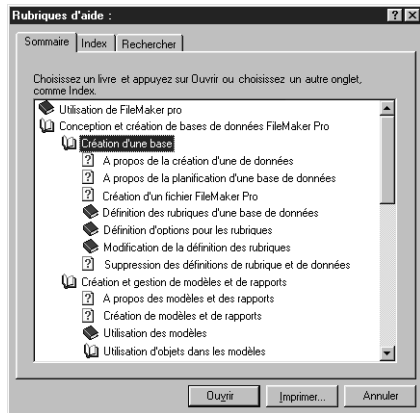 Rubriques d'aide :
Sommaire Index Rechercher
Choisissez un livre et appuyez sur Ouvrir ou choisissez un autre onglet,
comme Index.
Utilisation de FileMaker pro
Conception et création de bases de données FileMaker Pro
Création d'une base
A propos de la création d'une de données
A propos de la planification d'une base de données
Création d'un fichier FileMaker Pro
Définition des rubriques d'une base de données
Définition d'options pour les rubriques
Modification de la définition des rubriques
Suppression des définitions de rubrique et de données
Création et gestion de modèles et de rapports
A propos des modèles et des rapports
Création de modèles et de rapports
Utilisation des modèles
Utilisation d'objets dans les modèles
Ouvrir Imprimer... Annuler